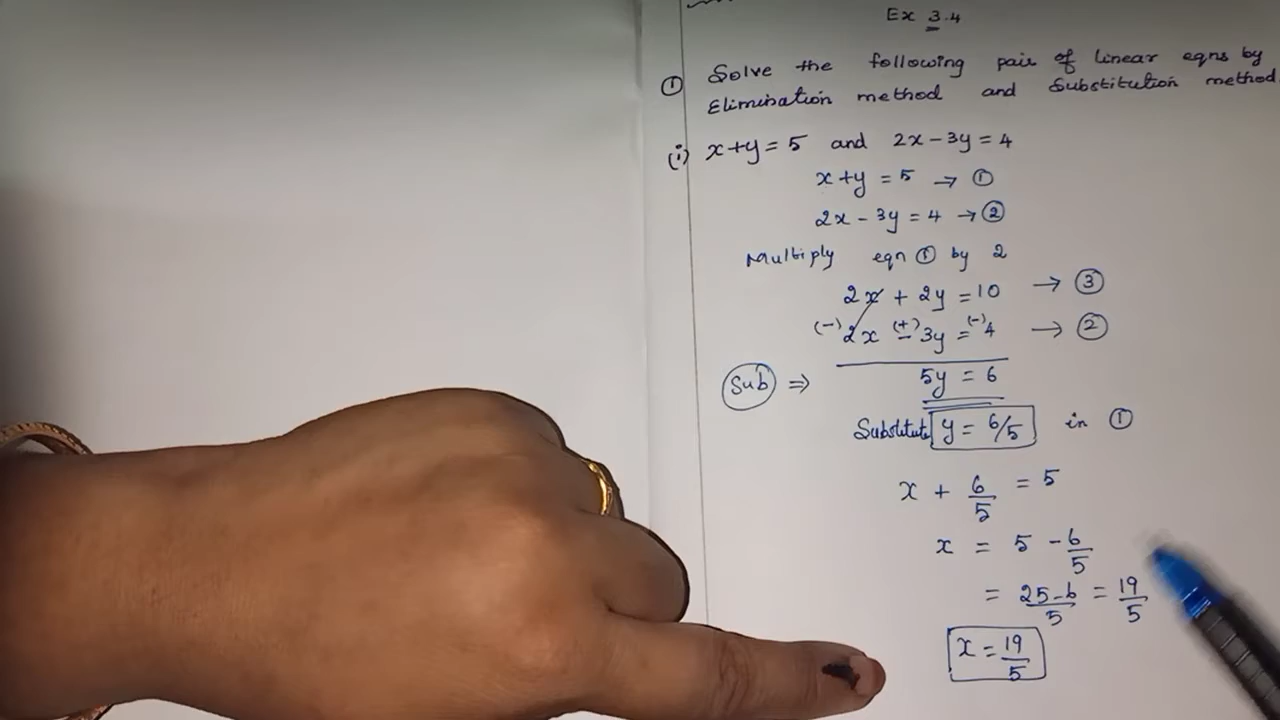 Ex 3.4
① Solve the following pair of linear eqns by
Elimination method and Substitution method
(i) x+y = 5 and 2x - 3y = 4
x+y = 5 → ①
2x - 3y = 4 → ②
Multiply eqn ① by 2
2x + 2y = 10 → ③
(-) 2x (+) - 3y = (-) 4 → ②
Sub ⇒ 5y = 6
Substitute y = 6/5 in ①
x + 6/5 = 5
x = 5 - 6/5
= 25-6/5 = 19/5
x = 19/5